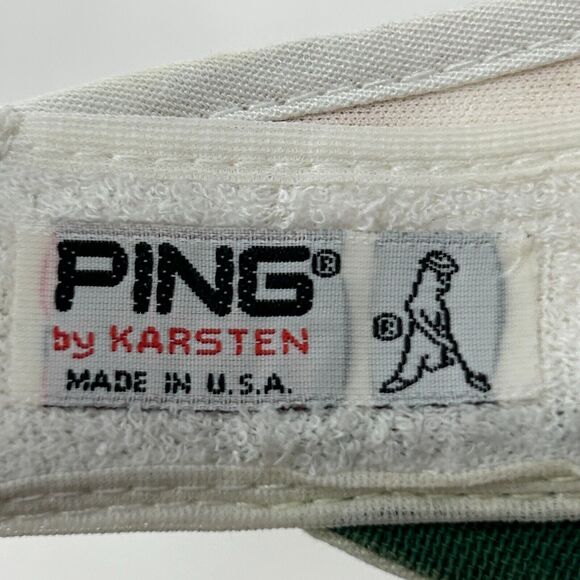 PING®
by KARSTEN
MADE IN U.S.A.
®